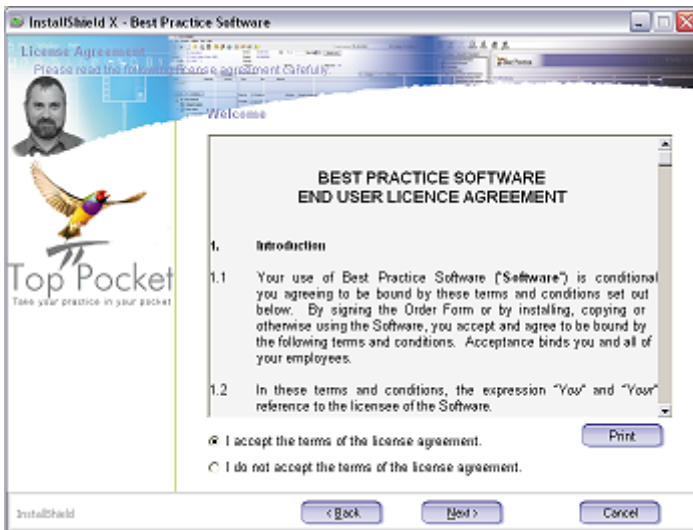 InstallShield X - Best Practice Software
License Agreement
Please read the following license agreement carefully.
Welcome
BEST PRACTICE SOFTWARE
END USER LICENCE AGREEMENT
1. Introduction
1.1 Your use of Best Practice Software ("Software") is conditional
you agreeing to be bound by these terms and conditions set out
below. By signing the Order Form or by installing, copying or
otherwise using the Software, you accept and agree to be bound by
the following terms and conditions. Acceptance binds you and all of
your employees.
1.2 In these terms and conditions, the expression "You" and "Your"
reference to the licensee of the Software.
Top Pocket
Take your practice in your pocket
I accept the terms of the license agreement.
Print
I do not accept the terms of the license agreement.
InstallShield
< Back
Next >
Cancel